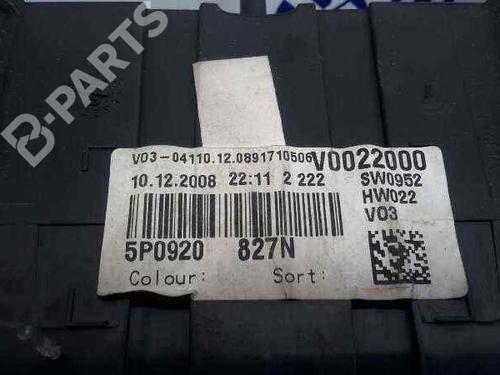 B-PARTS
V03-04110.12.0891710506 V0022000
10.12.2008 22:11 2 222 SW0952
HW022
V03
5P0920 827N
Colour: Sort:
B-PARTS